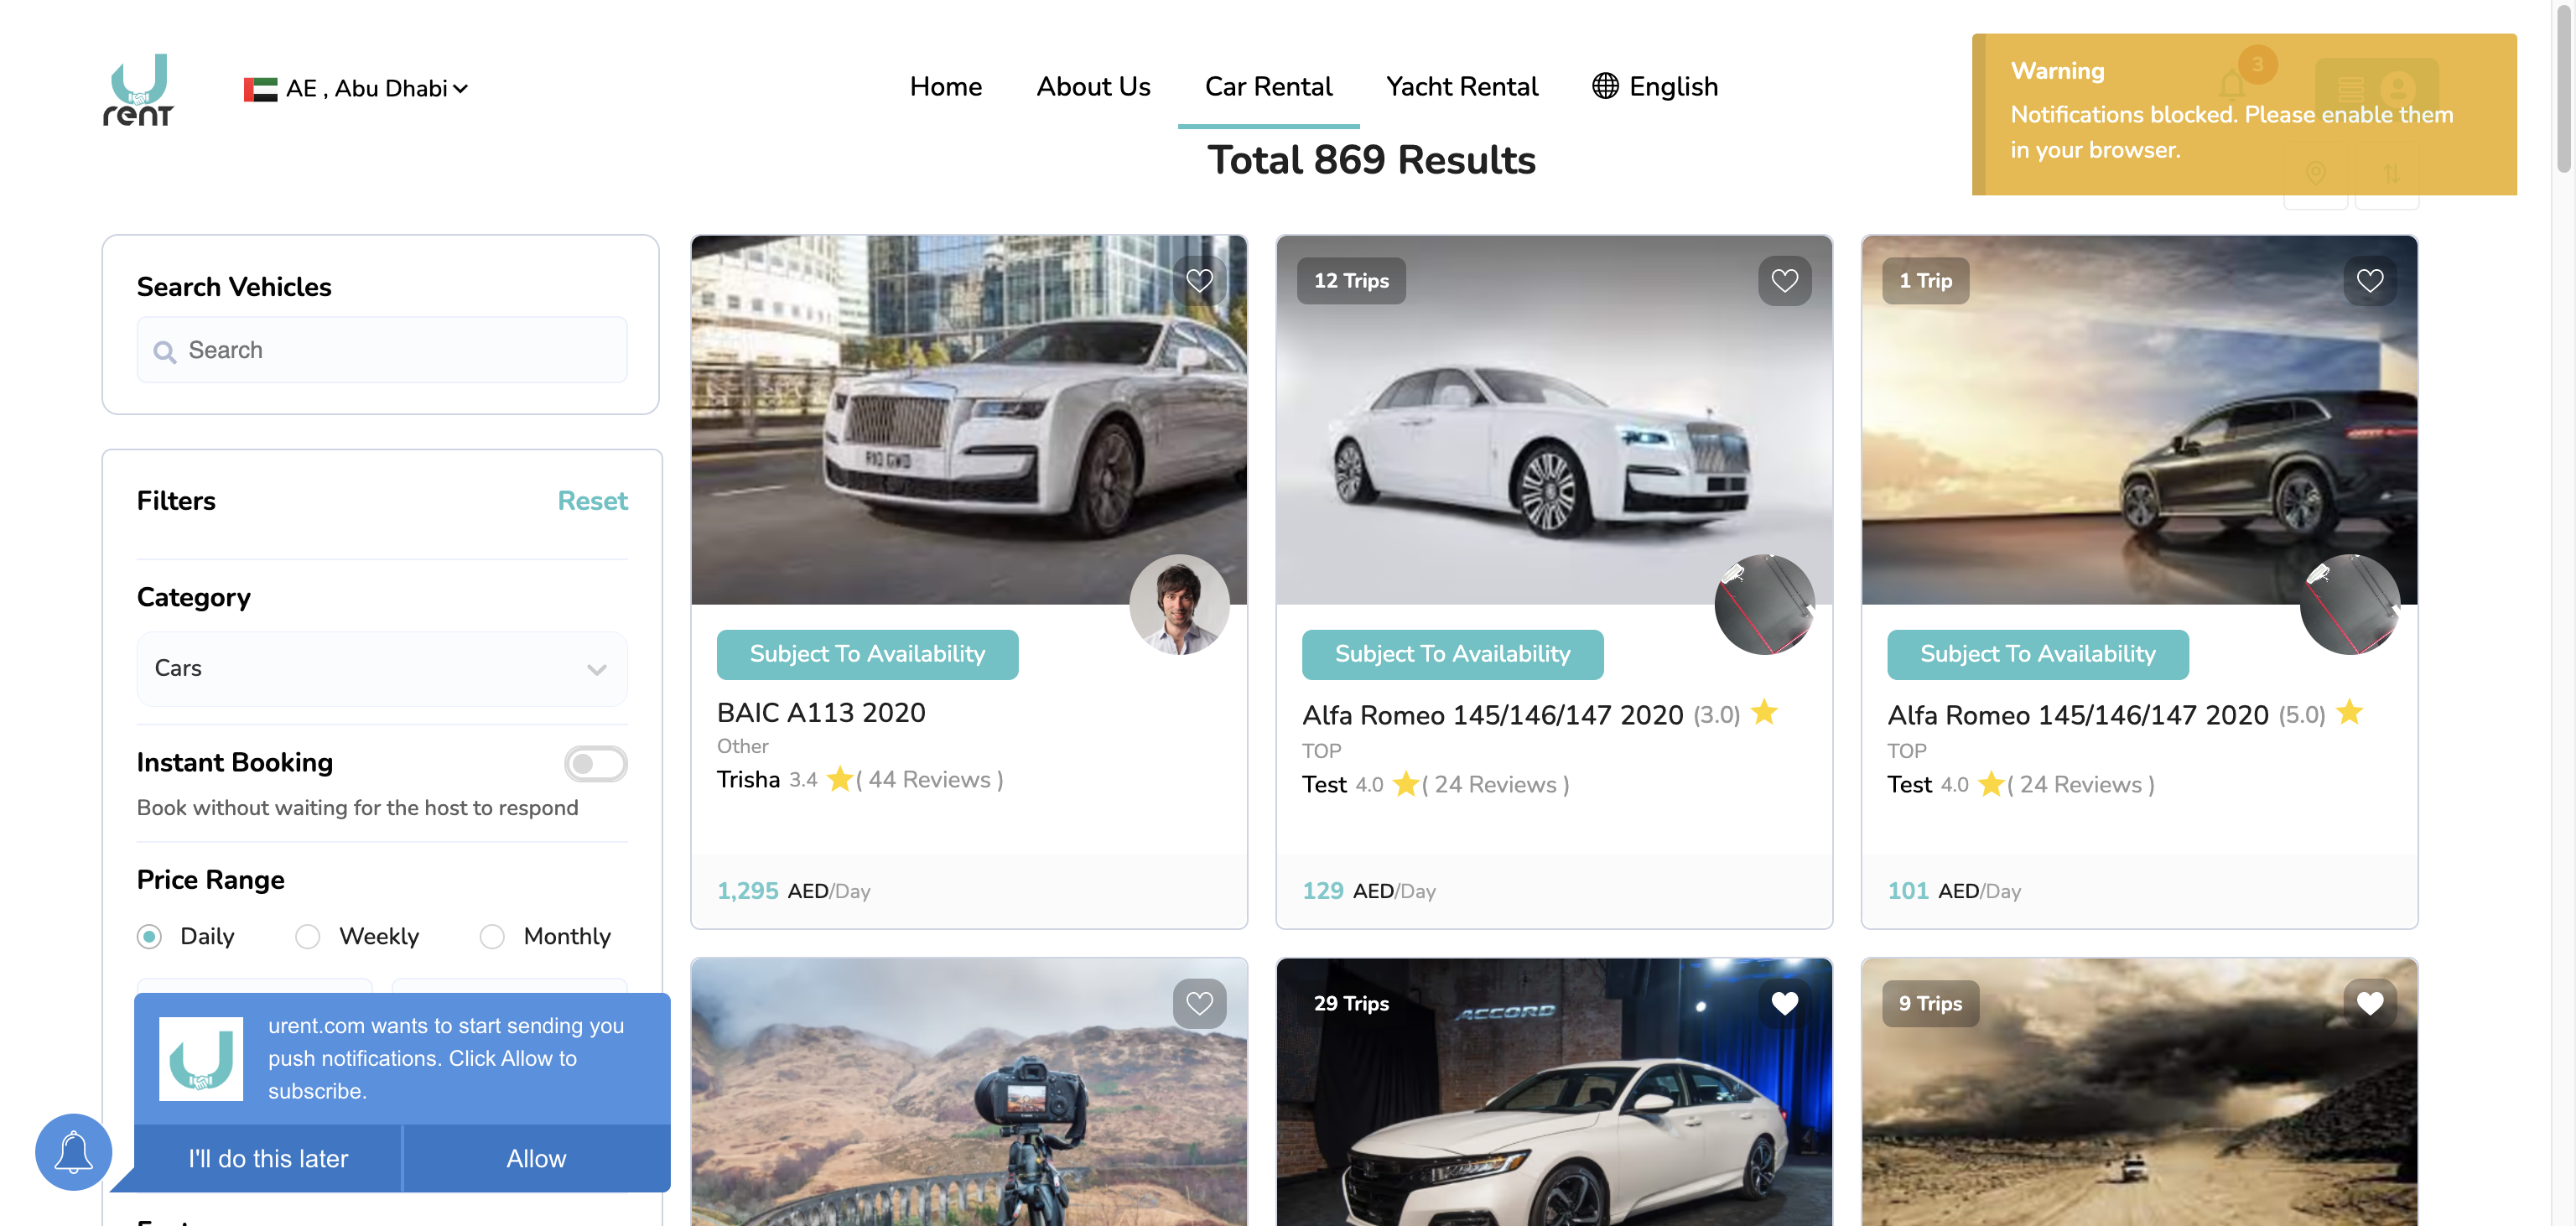 U
rent
AE , Abu Dhabi
Home
About Us
Car Rental
Yacht Rental
English
3
Warning
Notifications blocked. Please enable them
in your browser.
Total 869 Results
Search Vehicles
Search
Filters
Reset
Category
Cars
Instant Booking
Book without waiting for the host to respond
Price Range
Daily
Weekly
Monthly
urent.com wants to start sending you
push notifications. Click Allow to
subscribe.
I'll do this later
Allow
R10 GWD
Subject To Availability
BAIC A113 2020
Other
Trisha 3.4 ( 44 Reviews )
1,295 AED/Day
12 Trips
Subject To Availability
Alfa Romeo 145/146/147 2020 (3.0)
TOP
Test 4.0 ( 24 Reviews )
129 AED/Day
1 Trip
Subject To Availability
Alfa Romeo 145/146/147 2020 (5.0)
TOP
Test 4.0 ( 24 Reviews )
101 AED/Day
29 Trips
ACCORD
9 Trips